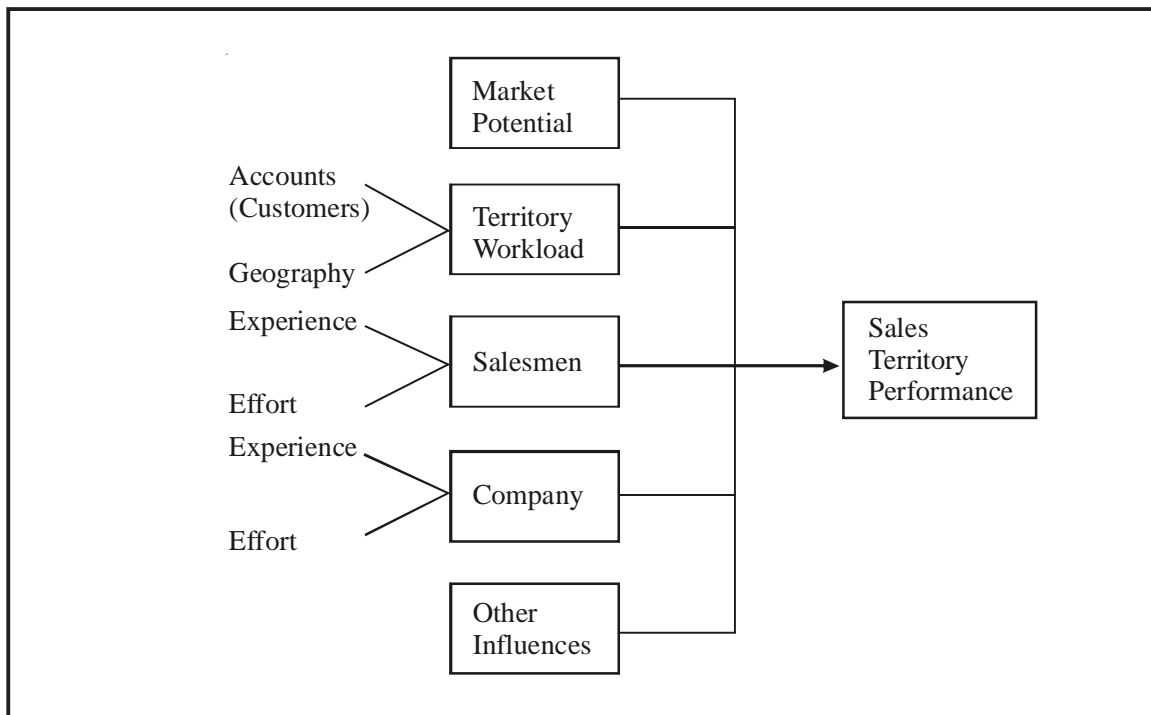 Market
Potential
Accounts
(Customers)
Territory
Workload
Geography
Experience
Salesmen
Effort
Sales
Territory
Performance
Experience
Company
Effort
Other
Influences